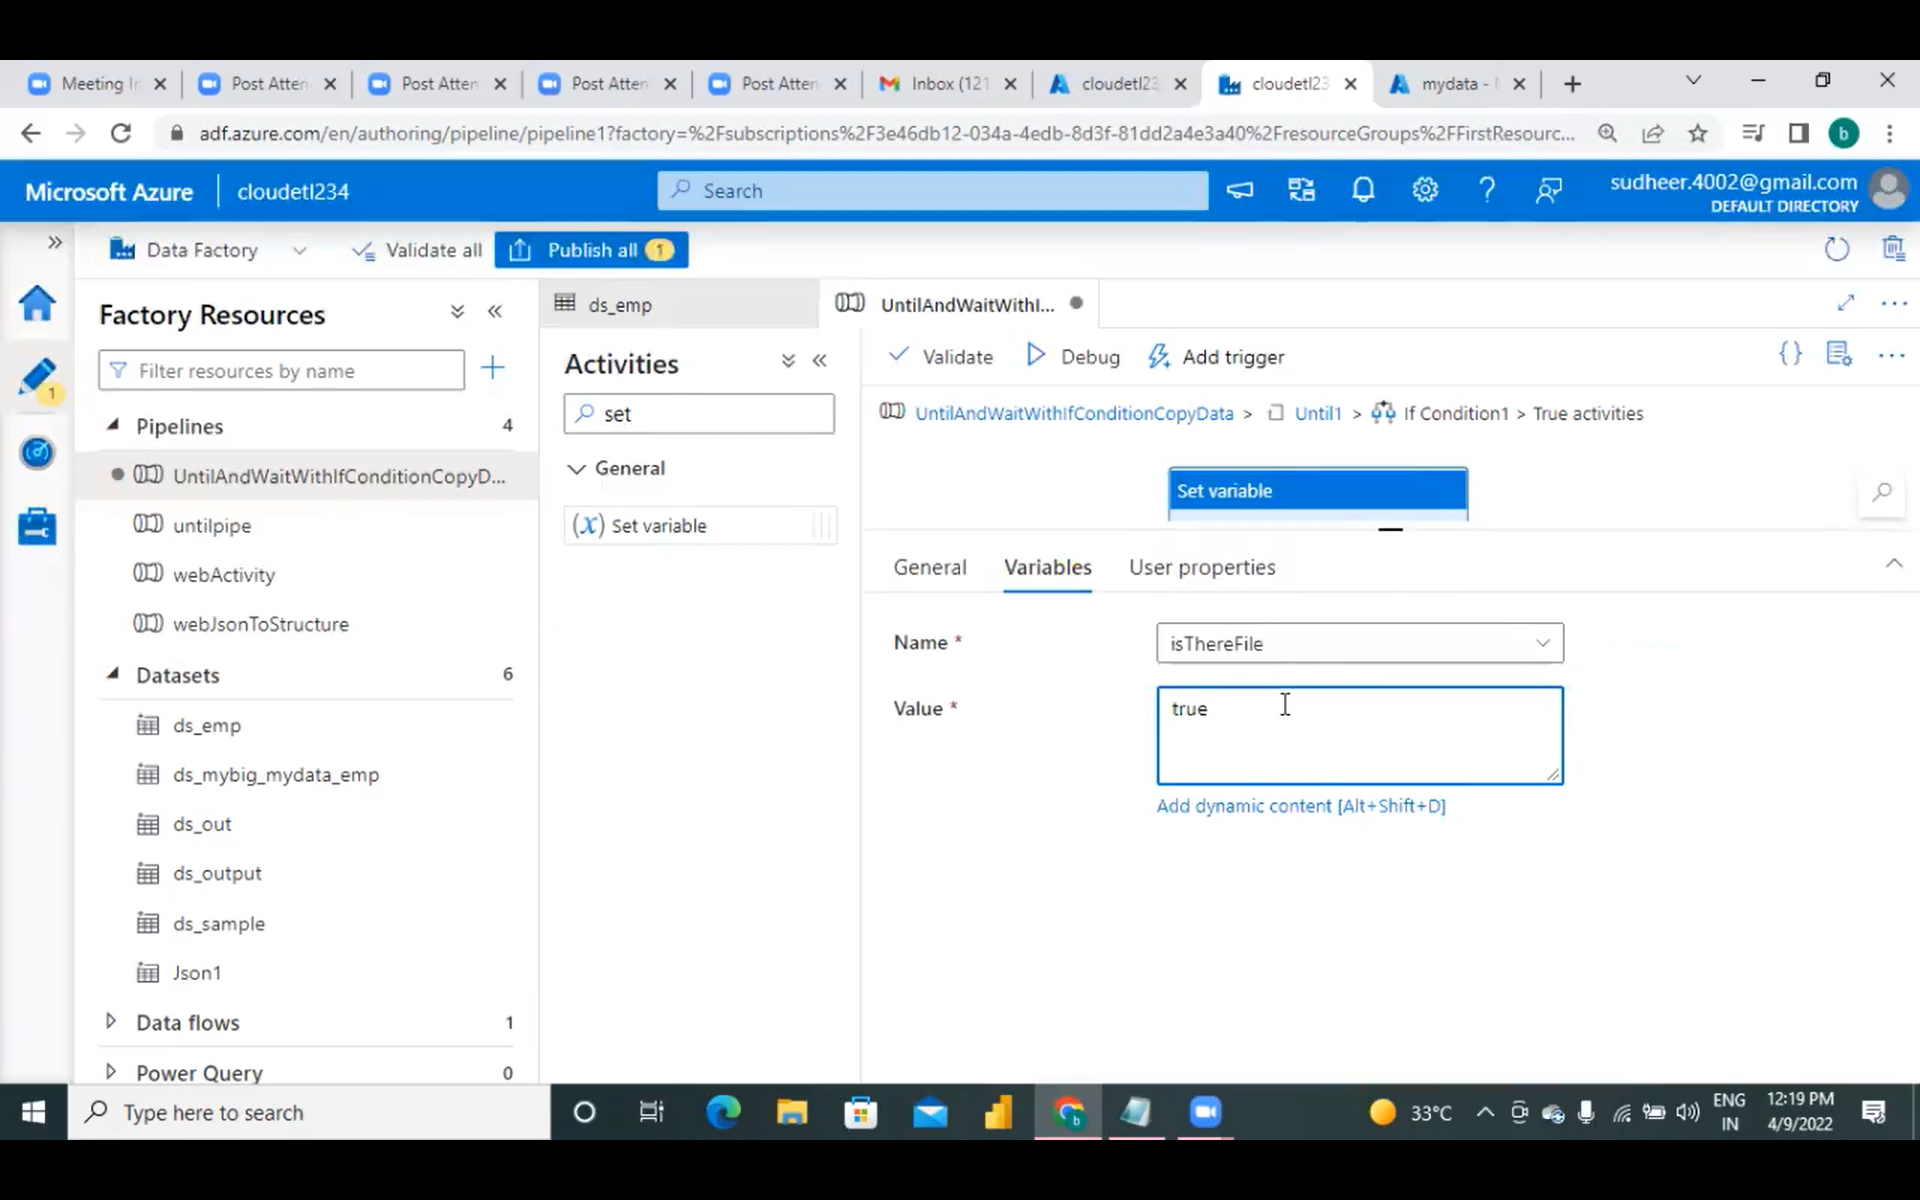 Meeting In
Post Atten
Post Atten
Post Atten
Post Atten
Inbox (121
cloudetl23
cloudetl23
mydata -
adf.azure.com/en/authoring/pipeline/pipeline1?factory=%2Fsubscriptions%2F3e46db12-034a-4edb-8d3f-81dd2a4e3a40%2FresourceGroups%2FFirstResourc...
b
Microsoft Azure
cloudetl234
Search
sudheer.4002@gmail.com
DEFAULT DIRECTORY
Data Factory
Validate all
Publish all 1
Factory Resources
Filter resources by name
1
Pipelines 4
UntilAndWaitWithIfConditionCopyD...
untilpipe
webActivity
webJsonToStructure
Datasets 6
ds_emp
ds_mybig_mydata_emp
ds_out
ds_output
ds_sample
Json1
Data flows 1
Power Query 0
ds_emp
UntilAndWaitWithI...
Activities
set
General
(x) Set variable
Validate
Debug
Add trigger
UntilAndWaitWithIfConditionCopyData > Until1 > If Condition1 > True activities
Set variable
General
Variables
User properties
Name *
isThereFile
Value *
true
Add dynamic content [Alt+Shift+D]
Type here to search
33°C
ENG
IN
12:19 PM
4/9/2022